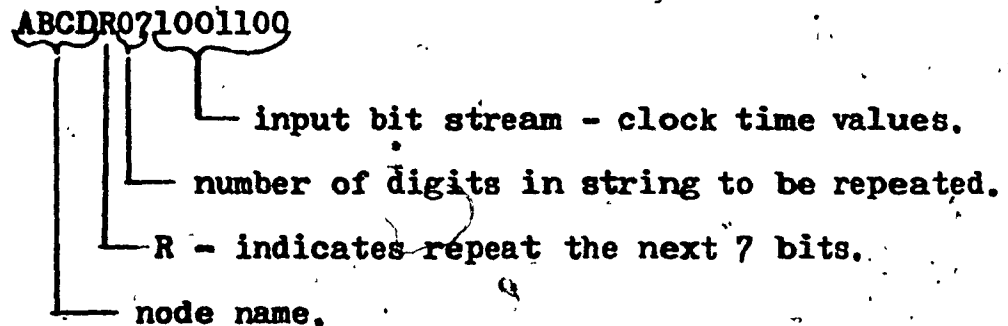 ABCDR071001100
input bit stream - clock time values.
number of digits in string to be repeated.
R - indicates repeat the next 7 bits.
node name.